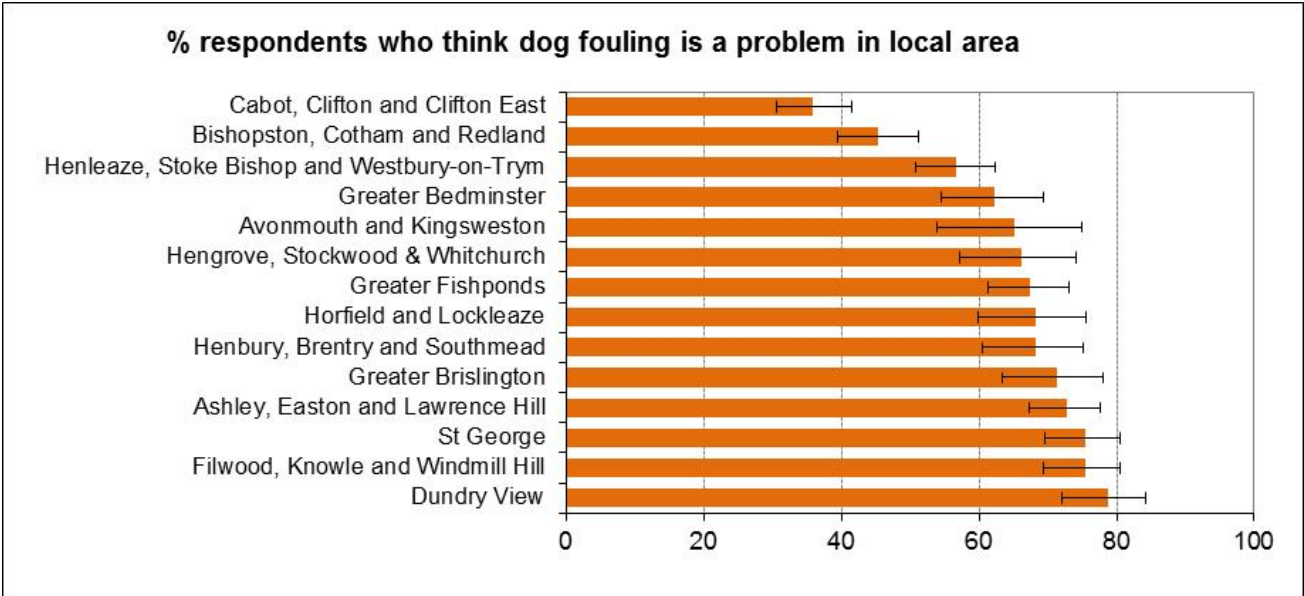 % respondents who think dog fouling is a problem in local area
Cabot, Clifton and Clifton East
Bishopston, Cotham and Redland
Henleaze, Stoke Bishop and Westbury-on-Trym
Greater Bedminster
Avonmouth and Kingsweston
Hengrove, Stockwood & Whitchurch
Greater Fishponds
Horfield and Lockleaze
Henbury, Brentry and Southmead
Greater Brislington
Ashley, Easton and Lawrence Hill
St George
Filwood, Knowle and Windmill Hill
Dundry View
0 20 40 60 80 100